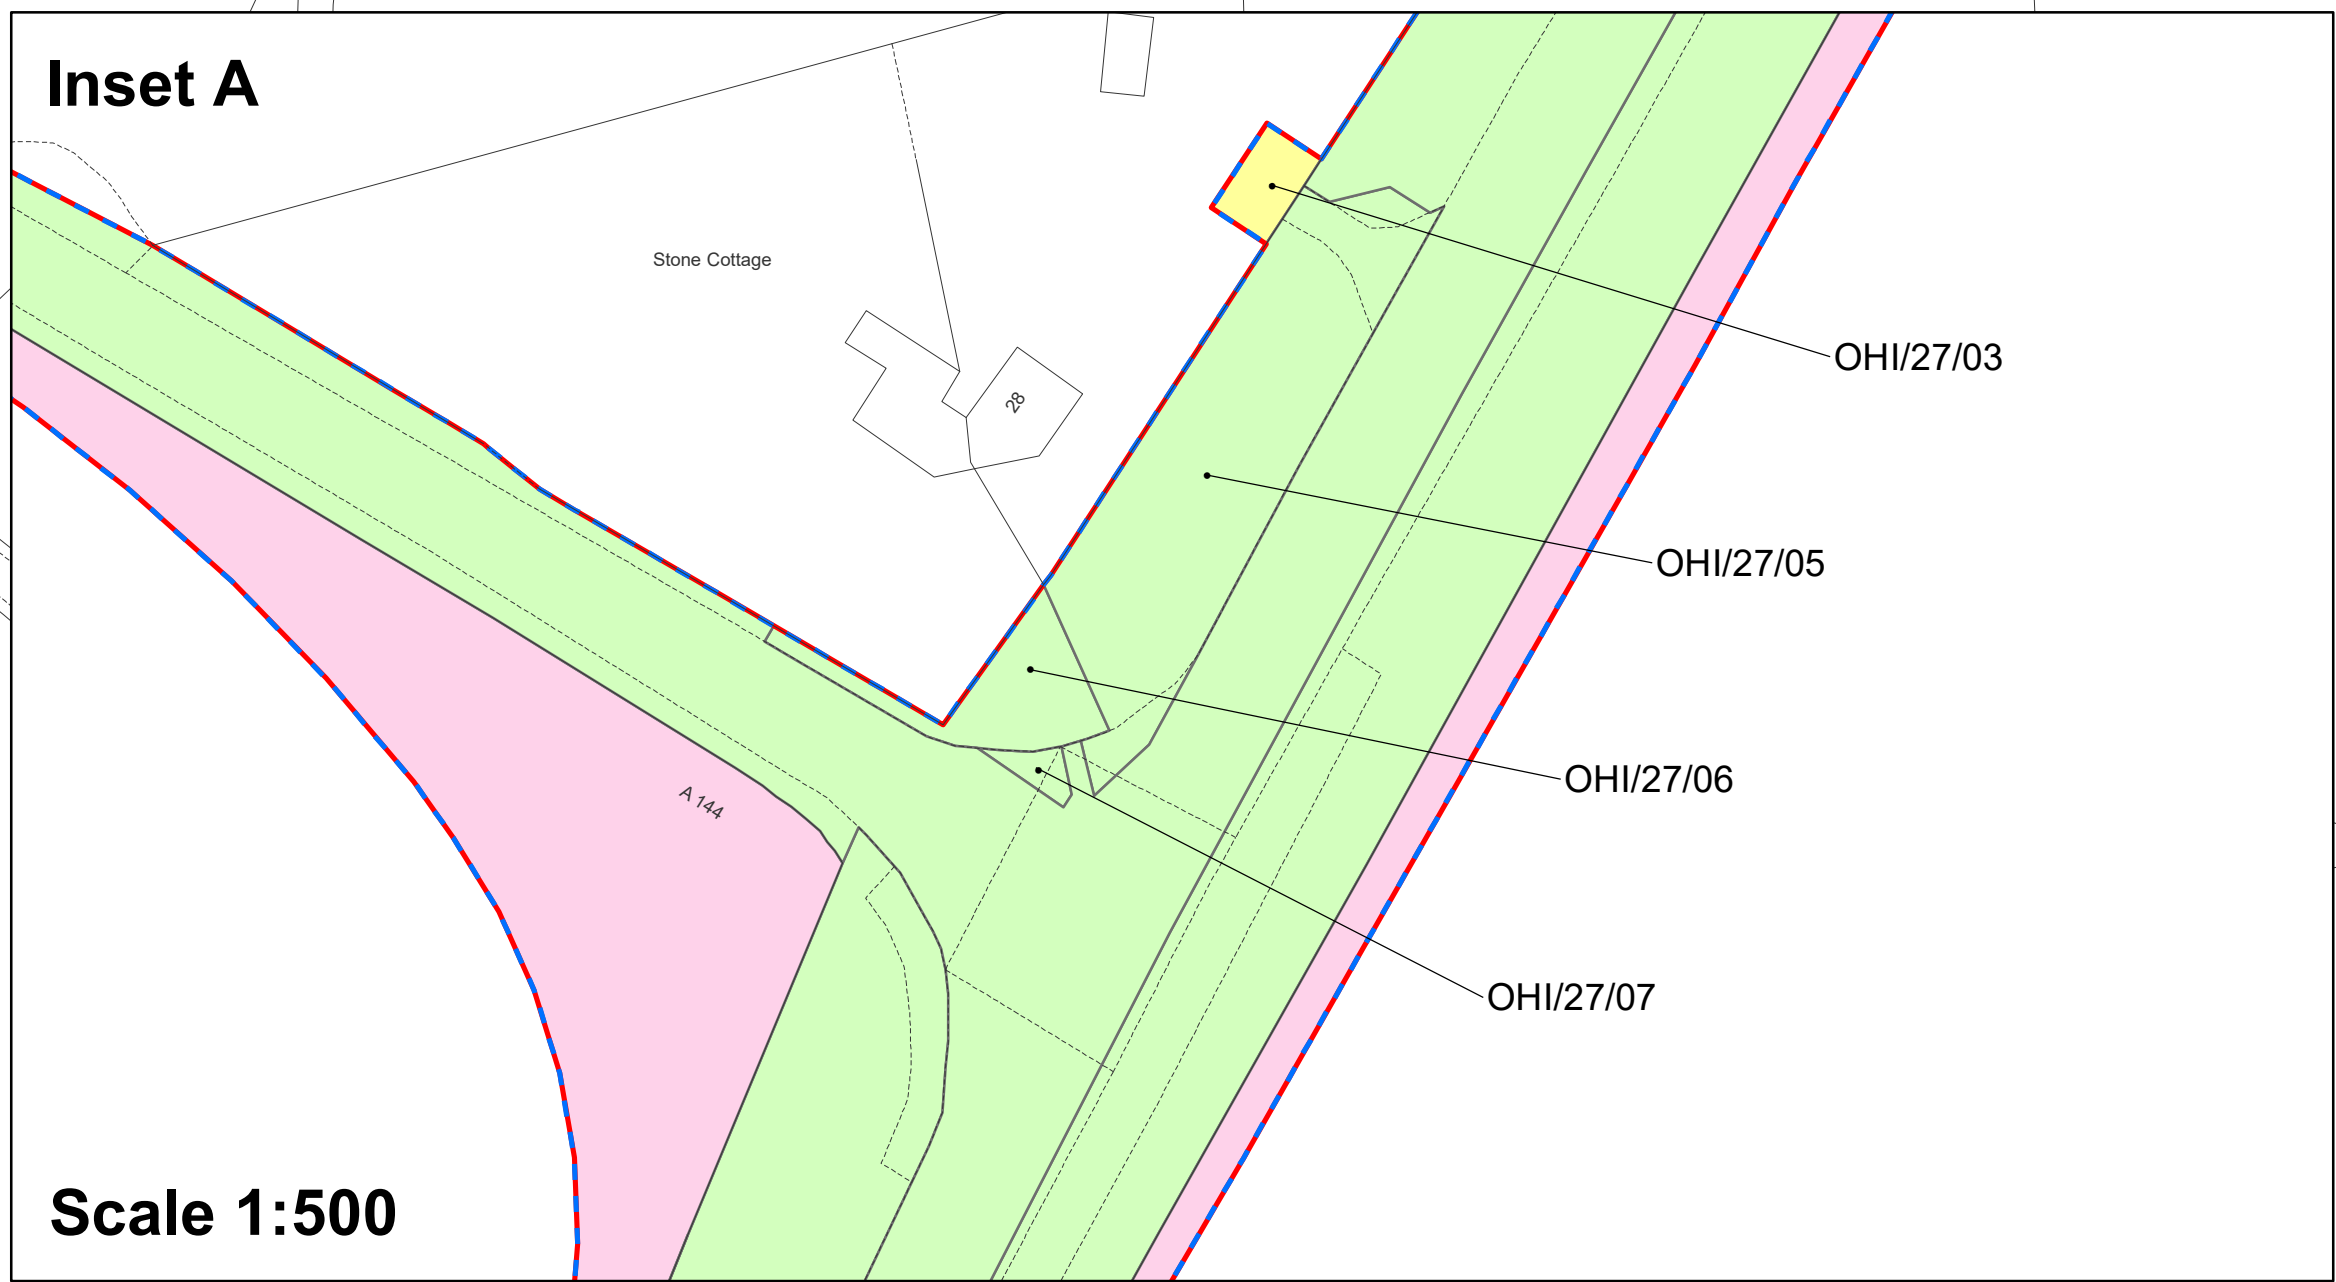 Inset A
Stone Cottage
28
OHI/27/03
OHI/27/05
OHI/27/06
A 144
OHI/27/07
Scale 1:500